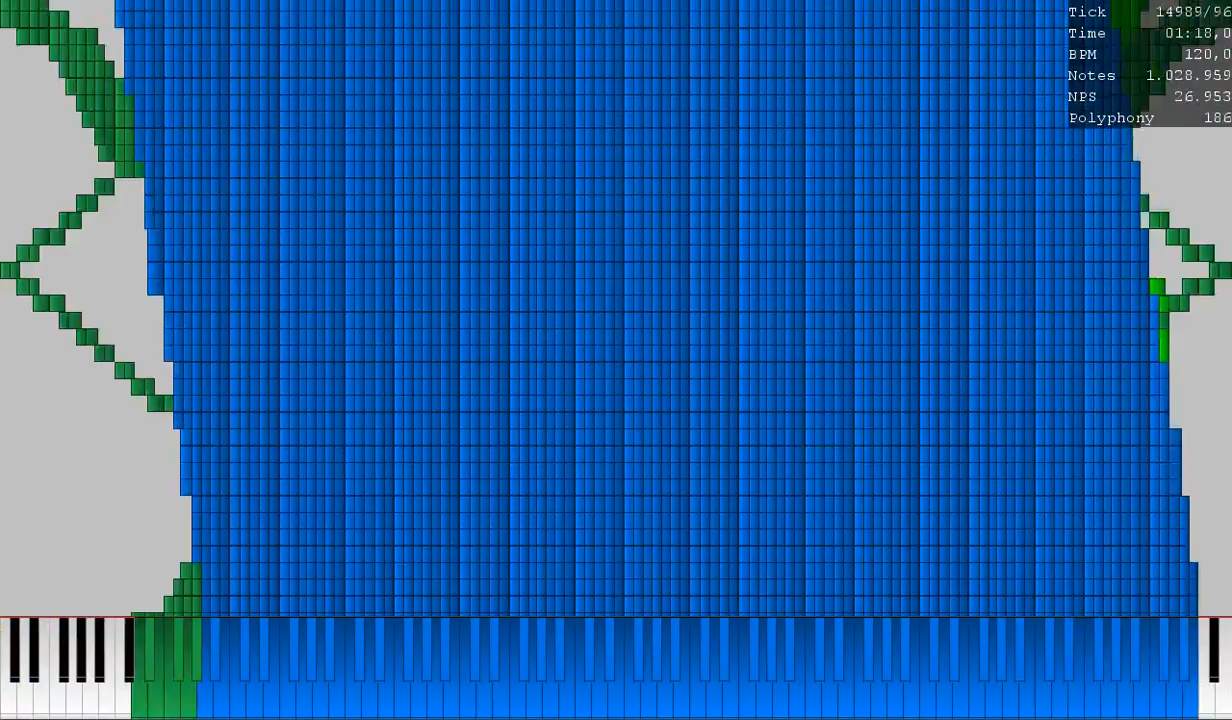 Tick 14989/96
Time 01:18,0
BPM 120,0
Notes 1.028.959
NPS 26.953
Polyphony 186